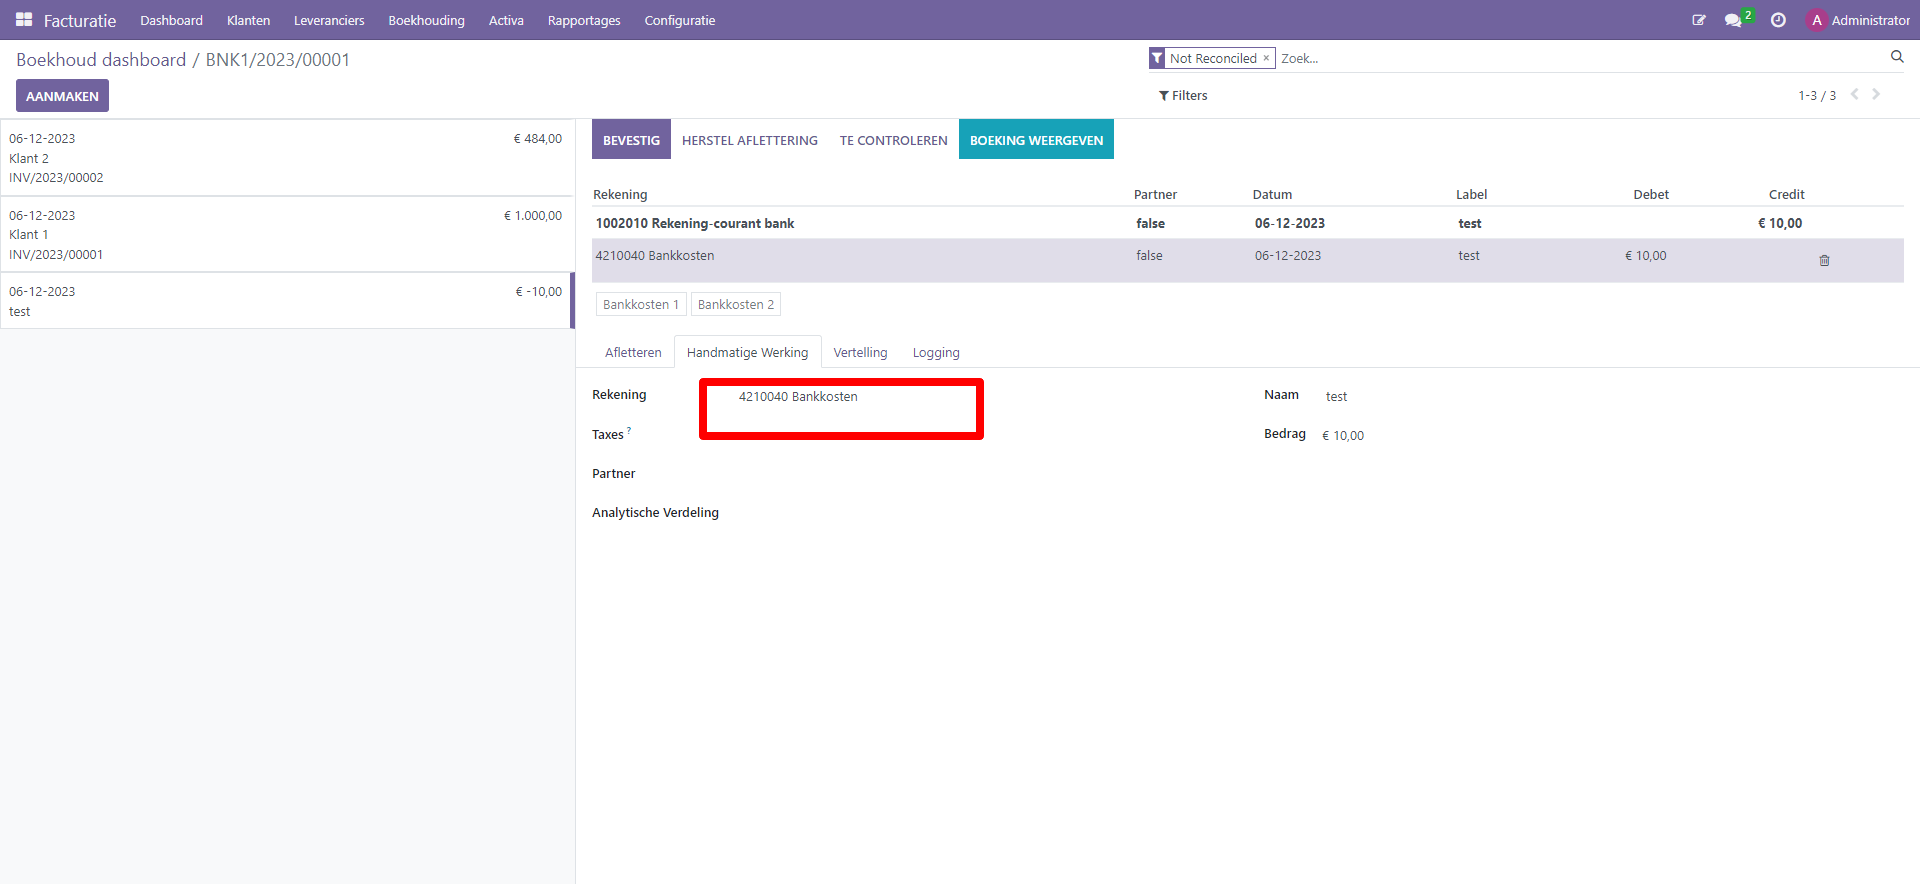 Facturatie Dashboard Klanten Leveranciers Boekhouding Activa Rapportages Configuratie 2 A Administrator
Boekhoud dashboard / BNK1/2023/00001
Not Reconciled × Zoek...
AANMAKEN
Filters
1-3 / 3
06-12-2023 € 484,00
Klant 2
INV/2023/00002
06-12-2023 € 1.000,00
Klant 1
INV/2023/00001
06-12-2023 € -10,00
test
BEVESTIG HERSTEL AFLETTERING TE CONTROLEREN BOEKING WEERGEVEN
Rekening Partner Datum Label Debet Credit
1002010 Rekening-courant bank false 06-12-2023 test € 10,00
4210040 Bankkosten false 06-12-2023 test € 10,00
Bankkosten 1 Bankkosten 2
Afletteren Handmatige Werking Vertelling Logging
Rekening 4210040 Bankkosten
Naam test
Taxes ?
Bedrag € 10,00
Partner
Analytische Verdeling